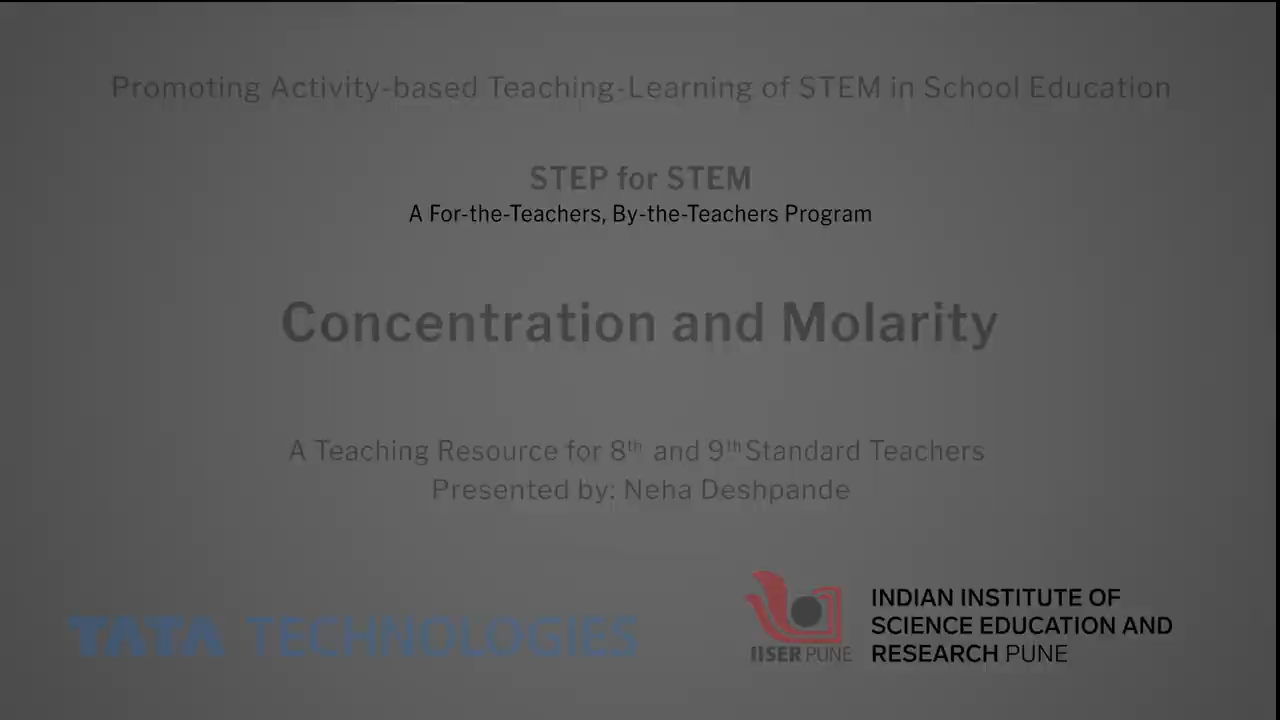 Promoting Activity-based Teaching-Learning of STEM in School Education
STEP for STEM
A For-the-Teachers, By-the-Teachers Program
Concentration and Molarity
A Teaching Resource for 8th and 9th Standard Teachers
Presented by: Neha Deshpande
TATA TECHNOLOGIES
IISER PUNE
INDIAN INSTITUTE OF
SCIENCE EDUCATION AND
RESEARCH PUNE